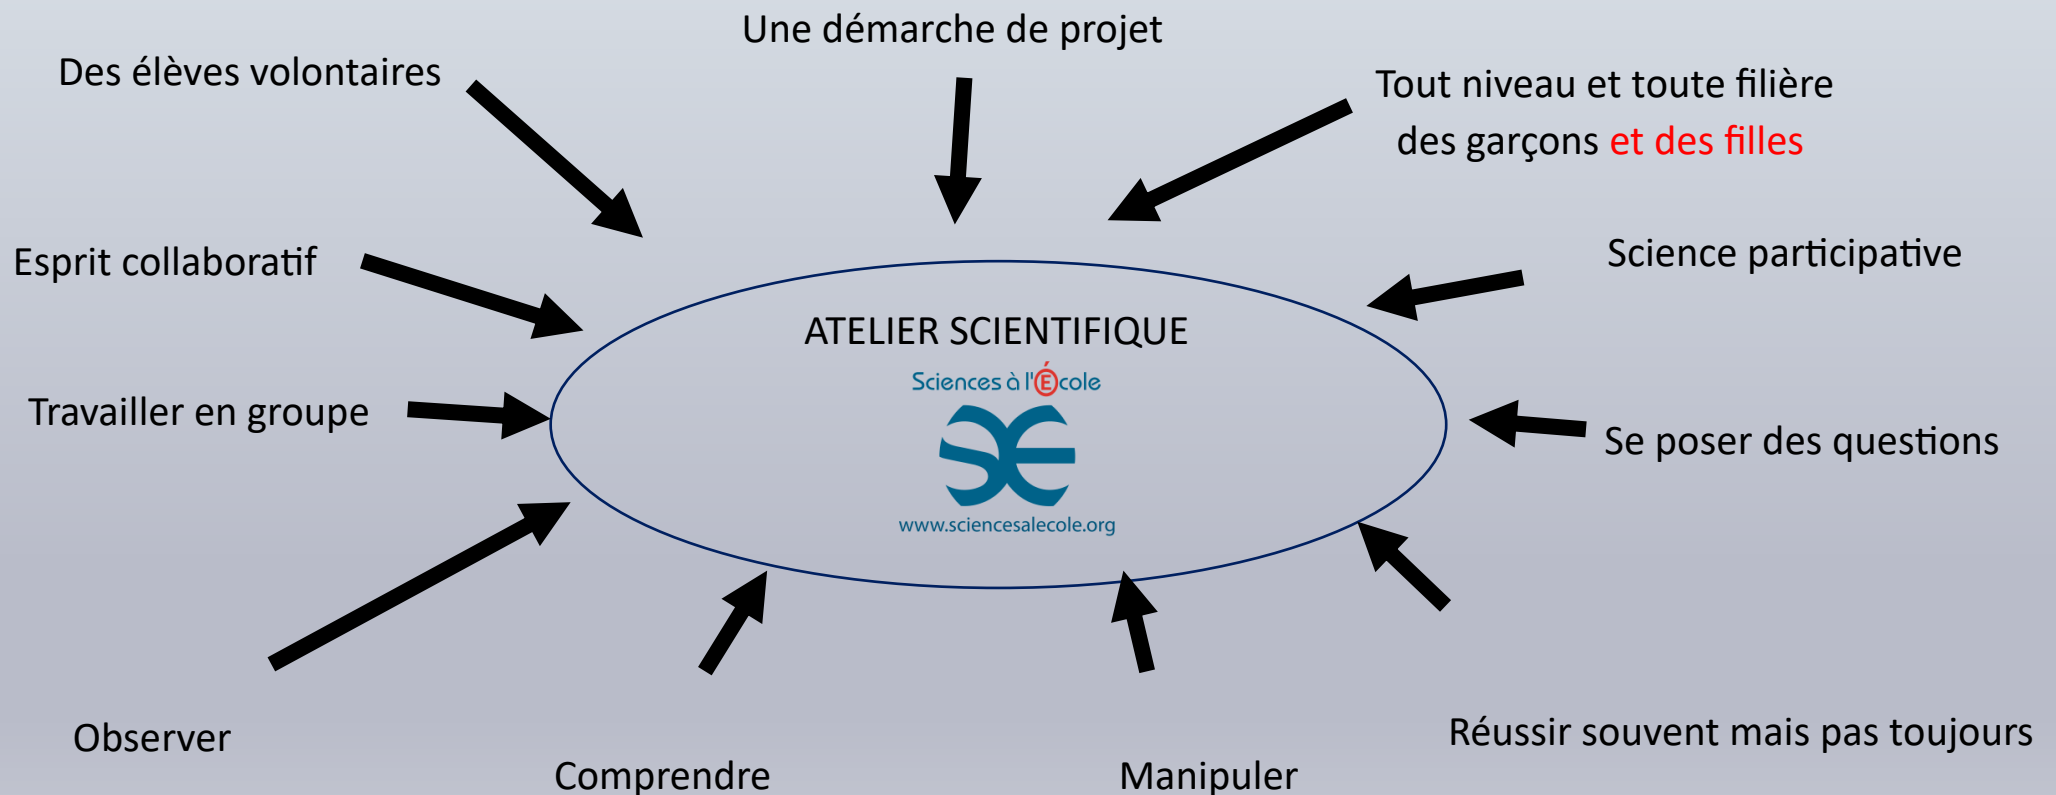 Une démarche de projet
Des élèves volontaires
Tout niveau et toute filière
des garçons et des filles
Esprit collaboratif
Science participative
ATELIER SCIENTIFIQUE
Sciences à l'École
Travailler en groupe
Se poser des questions
SE
www.sciencesalecole.org
Observer
Réussir souvent mais pas toujours
Comprendre
Manipuler